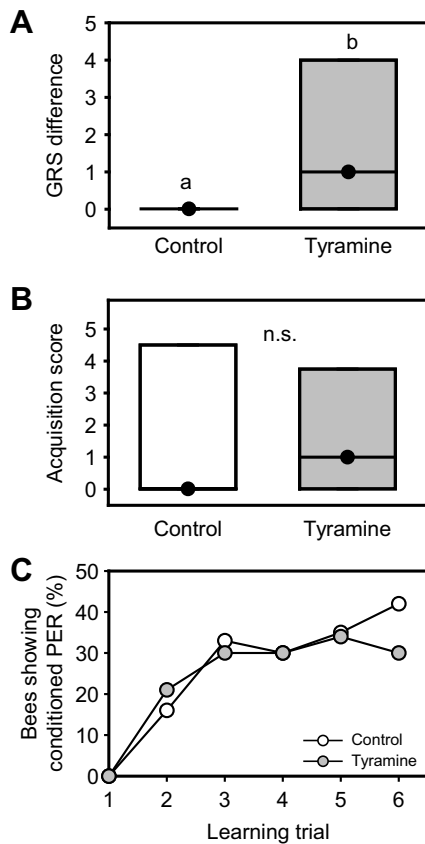 A
GRS difference
5
4
3
2
1
0
a
b
Control Tyramine
B
Acquisition score
5
4
3
2
1
0
n.s.
Control Tyramine
C
Bees showing
conditioned PER (%)
50
40
30
20
10
0
Control
Tyramine
1 2 3 4 5 6
Learning trial